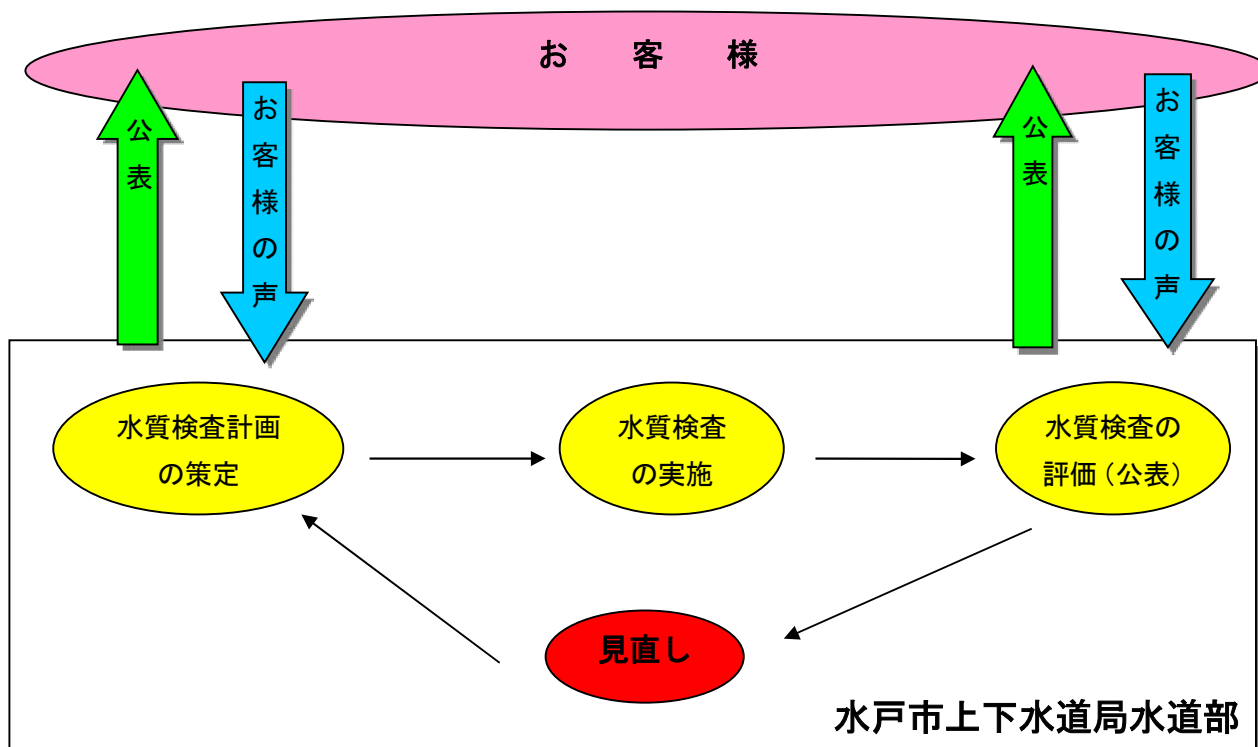 お　客　様
公表
お客様の声
公表
お客様の声
水質検査計画
の策定
水質検査
の実施
水質検査の
評価（公表）
見直し
水戸市上下水道局水道部